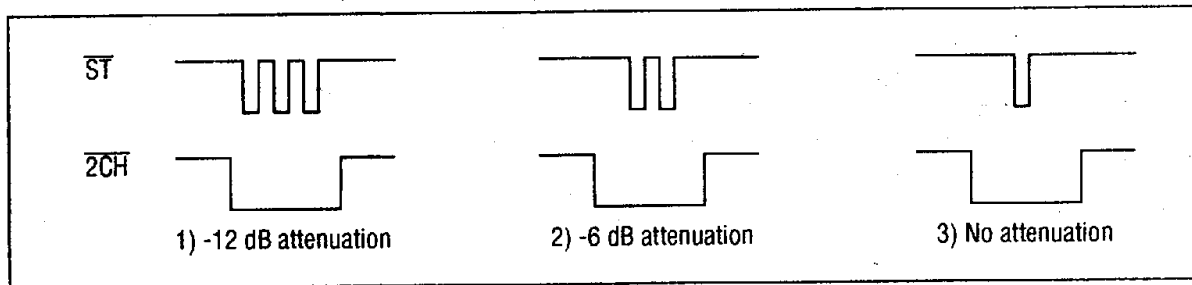 ST
2CH
1) -12 dB attenuation 2) -6 dB attenuation 3) No attenuation